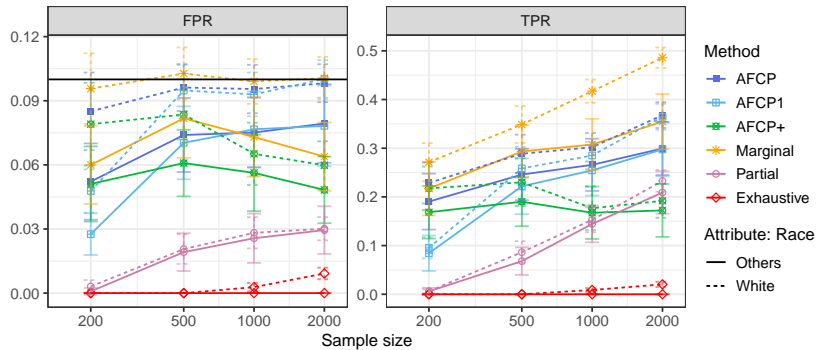 FPR
TPR
0.12
0.09
0.06
0.03
0.00
0.5
0.4
0.3
0.2
0.1
0.0
200
500
1000
2000
200
500
1000
2000
Sample size
Method
AFCP
AFCP1
AFCP+
Marginal
Partial
Exhaustive
Attribute: Race
Others
White